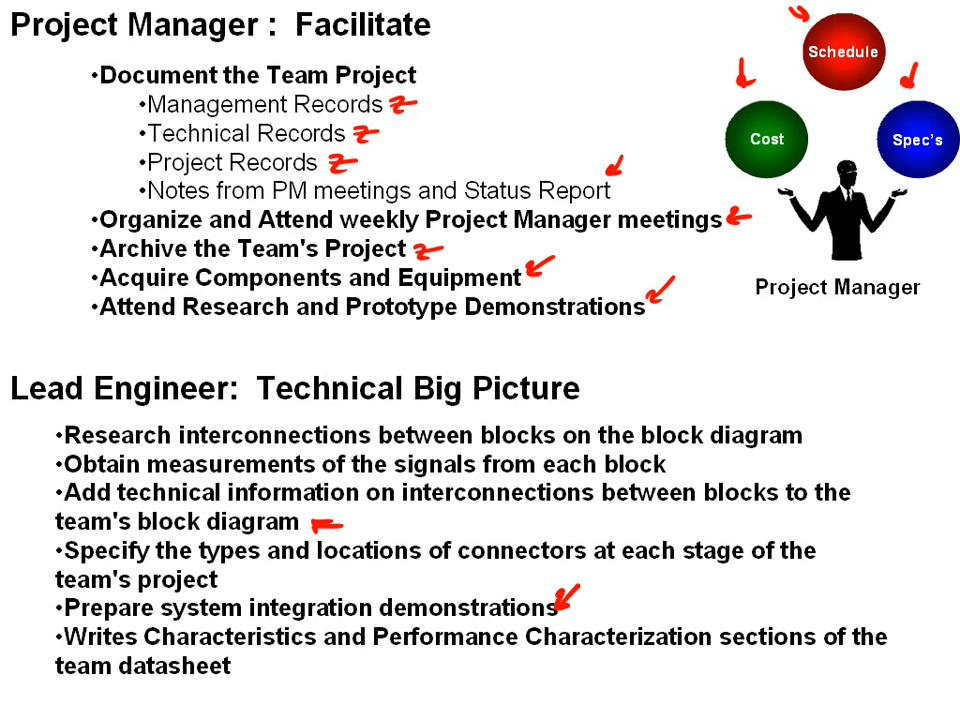 Project Manager : Facilitate
•Document the Team Project
•Management Records
•Technical Records
•Project Records
•Notes from PM meetings and Status Report
•Organize and Attend weekly Project Manager meetings
•Archive the Team's Project
•Acquire Components and Equipment
•Attend Research and Prototype Demonstrations
Schedule
Cost
Spec's
Project Manager
Lead Engineer: Technical Big Picture
•Research interconnections between blocks on the block diagram
•Obtain measurements of the signals from each block
•Add technical information on interconnections between blocks to the
team's block diagram
•Specify the types and locations of connectors at each stage of the
team's project
•Prepare system integration demonstrations
•Writes Characteristics and Performance Characterization sections of the
team datasheet